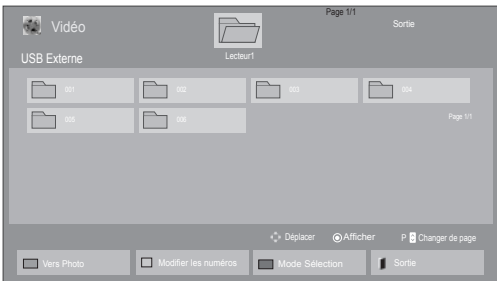 Page 1/1
Vidéo
Sortie
USB Externe
Lecteur1
001
002
003
004
005
006
Page 1/1
Déplacer
Afficher
P Changer de page
Vers Photo
Modifier les numéros
Mode Sélection
Sortie